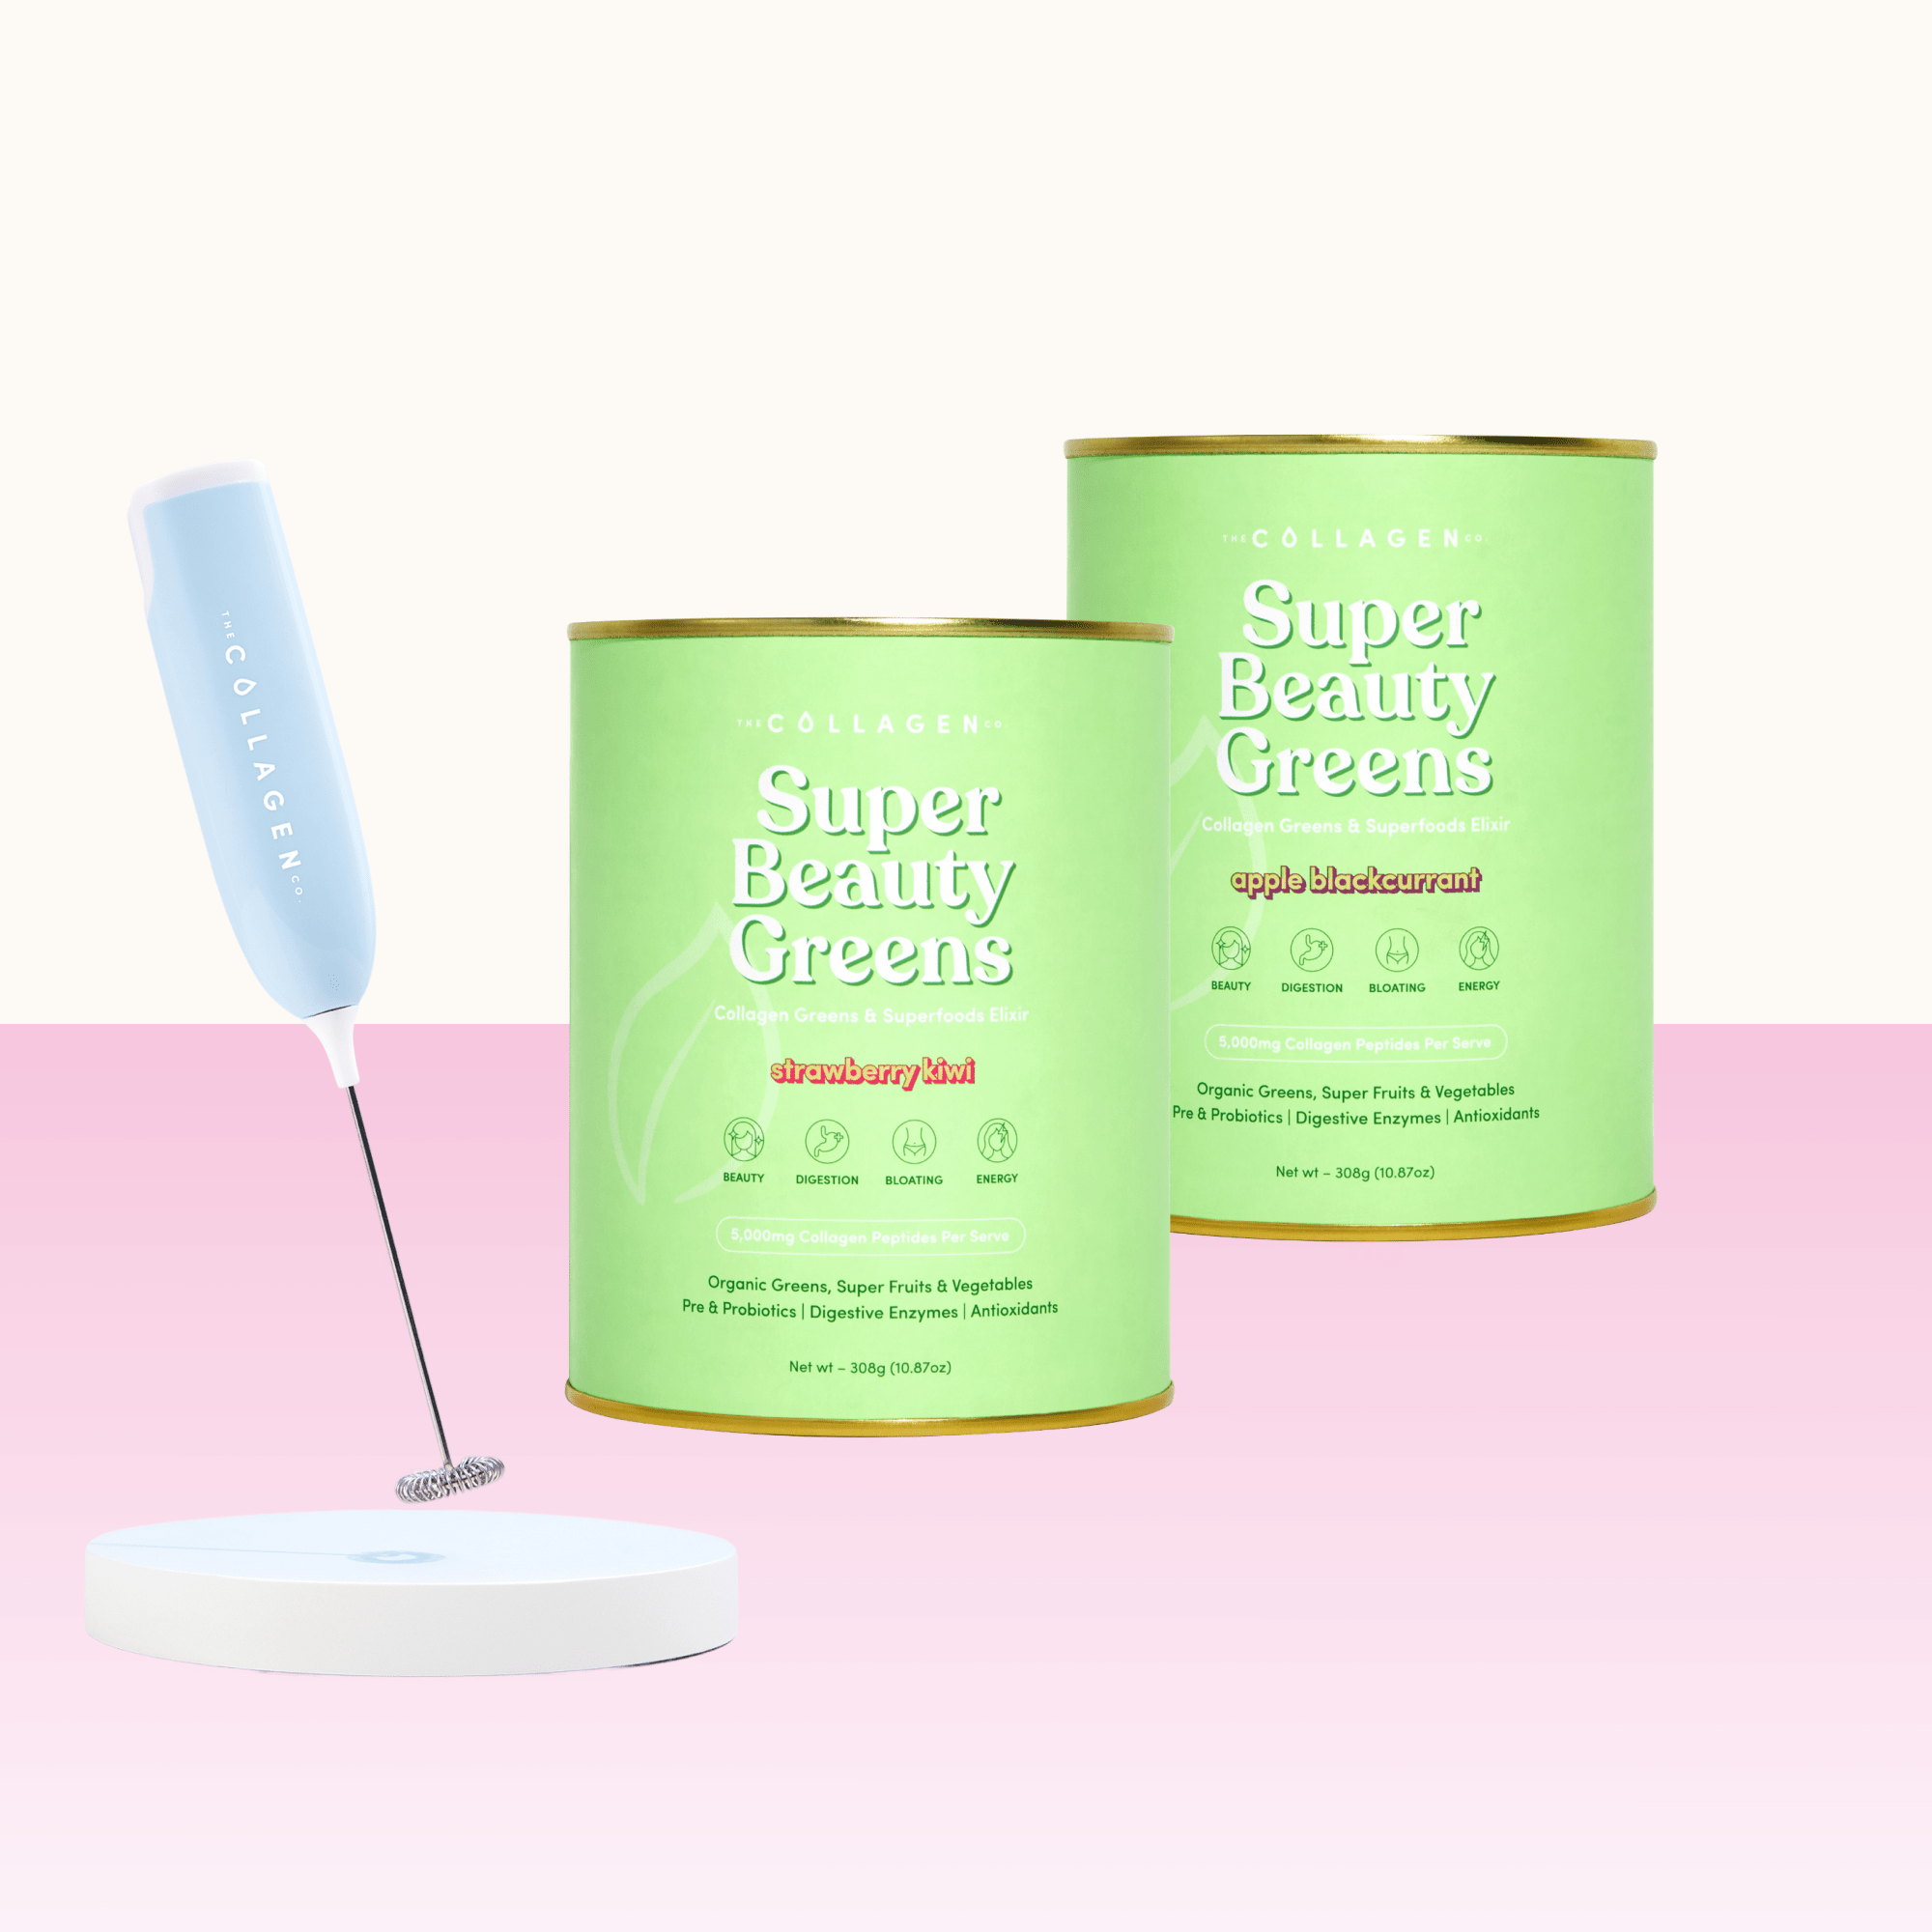 THE COLLAGEN CO.
THE COLLAGEN CO.
Super
Beauty
Greens
Collagen Greens & Superfoods Elixir
strawberry kiwi
BEAUTY DIGESTION BLOATING ENERGY
5,000mg Collagen Peptides Per Serve
Organic Greens, Super Fruits & Vegetables
Pre & Probiotics | Digestive Enzymes | Antioxidants
Net wt – 308g (10.87oz)
THE COLLAGEN CO.
Super
Beauty
Greens
Collagen Greens & Superfoods Elixir
apple blackcurrant
BEAUTY DIGESTION BLOATING ENERGY
5,000mg Collagen Peptides Per Serve
Organic Greens, Super Fruits & Vegetables
Pre & Probiotics | Digestive Enzymes | Antioxidants
Net wt – 308g (10.87oz)